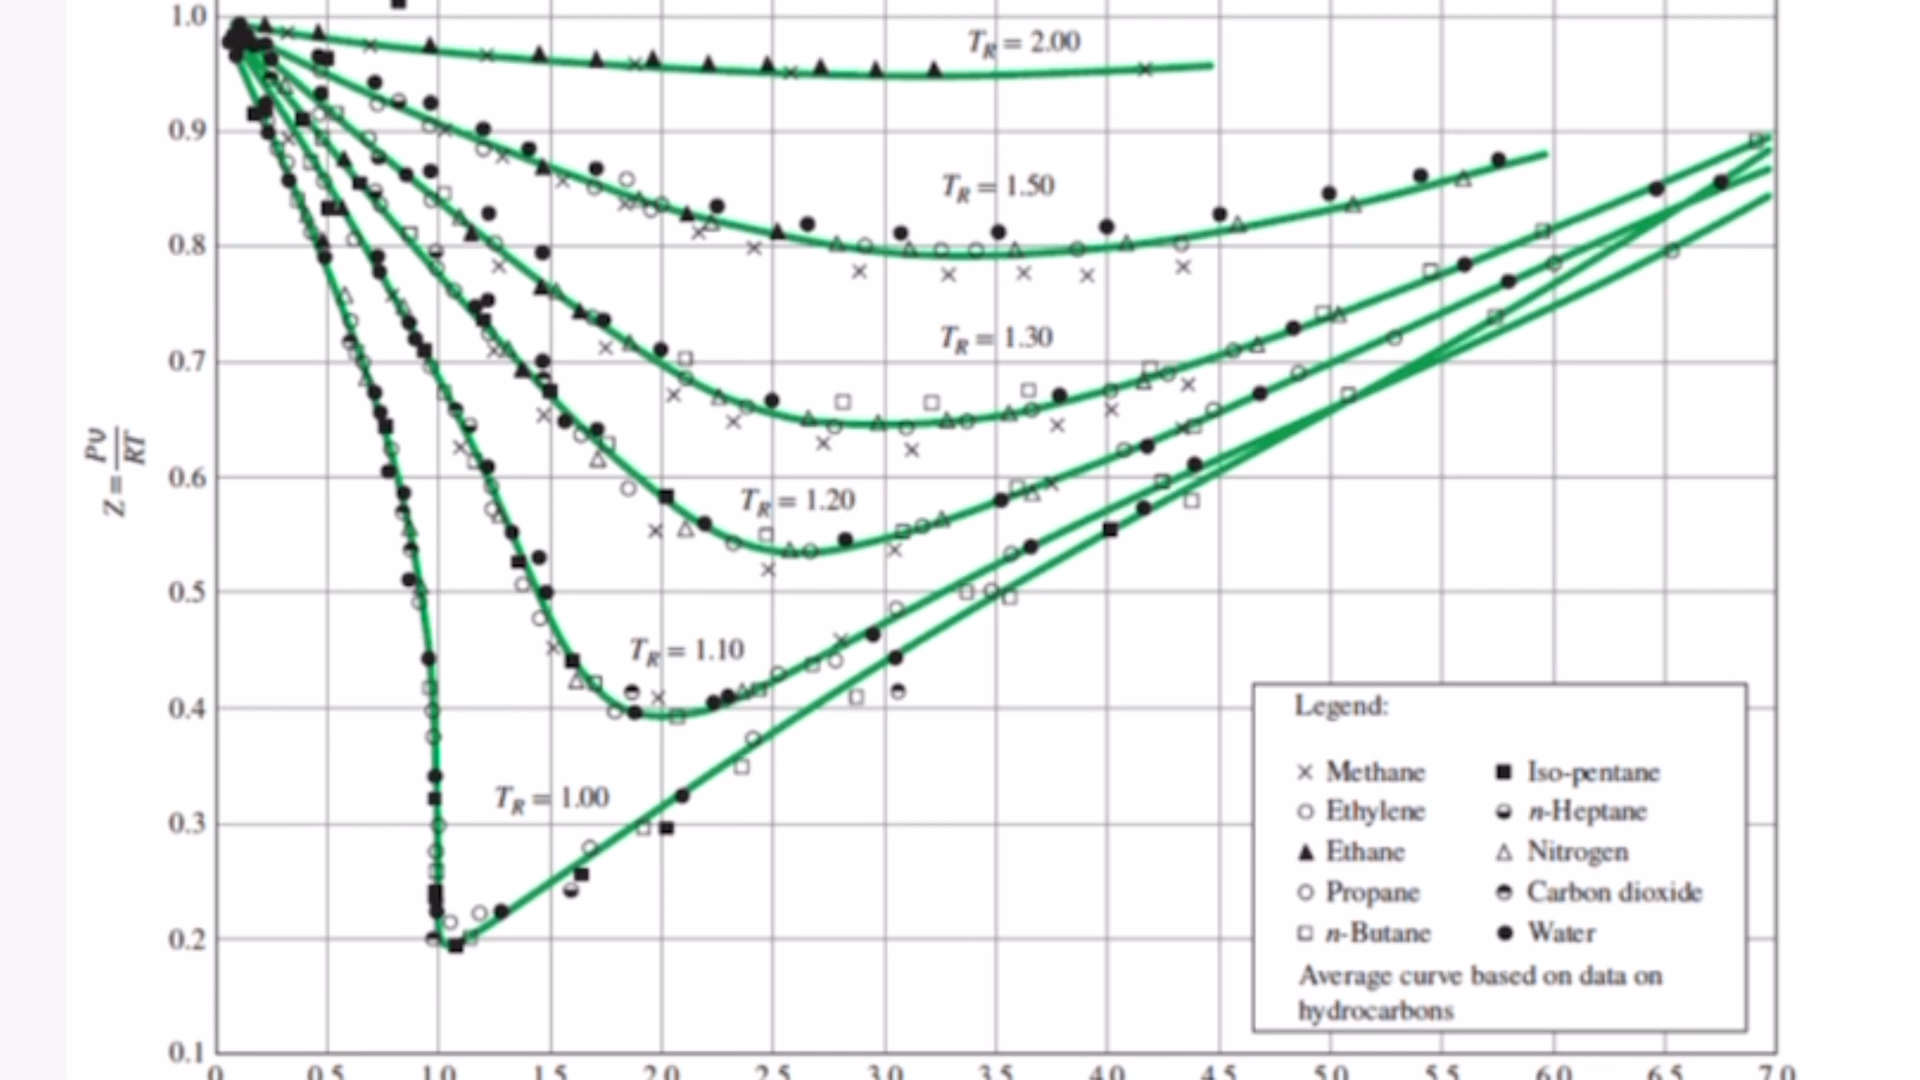 1.0
T_R = 2.00
0.9
T_R = 1.50
0.8
T_R = 1.30
0.7
Z = Pυ/RT
0.6
T_R = 1.20
0.5
T_R = 1.10
0.4
Legend:
T_R = 1.00
× Methane ■ Iso-pentane
0.3
Ethylene n-Heptane
▲ Ethane △ Nitrogen
Propane Carbon dioxide
0.2
□ n-Butane ● Water
Average curve based on data on
hydrocarbons
0.1
0 0.5 1.0 1.5 2.0 2.5 3.0 3.5 4.0 4.5 5.0 5.5 6.0 6.5 7.0